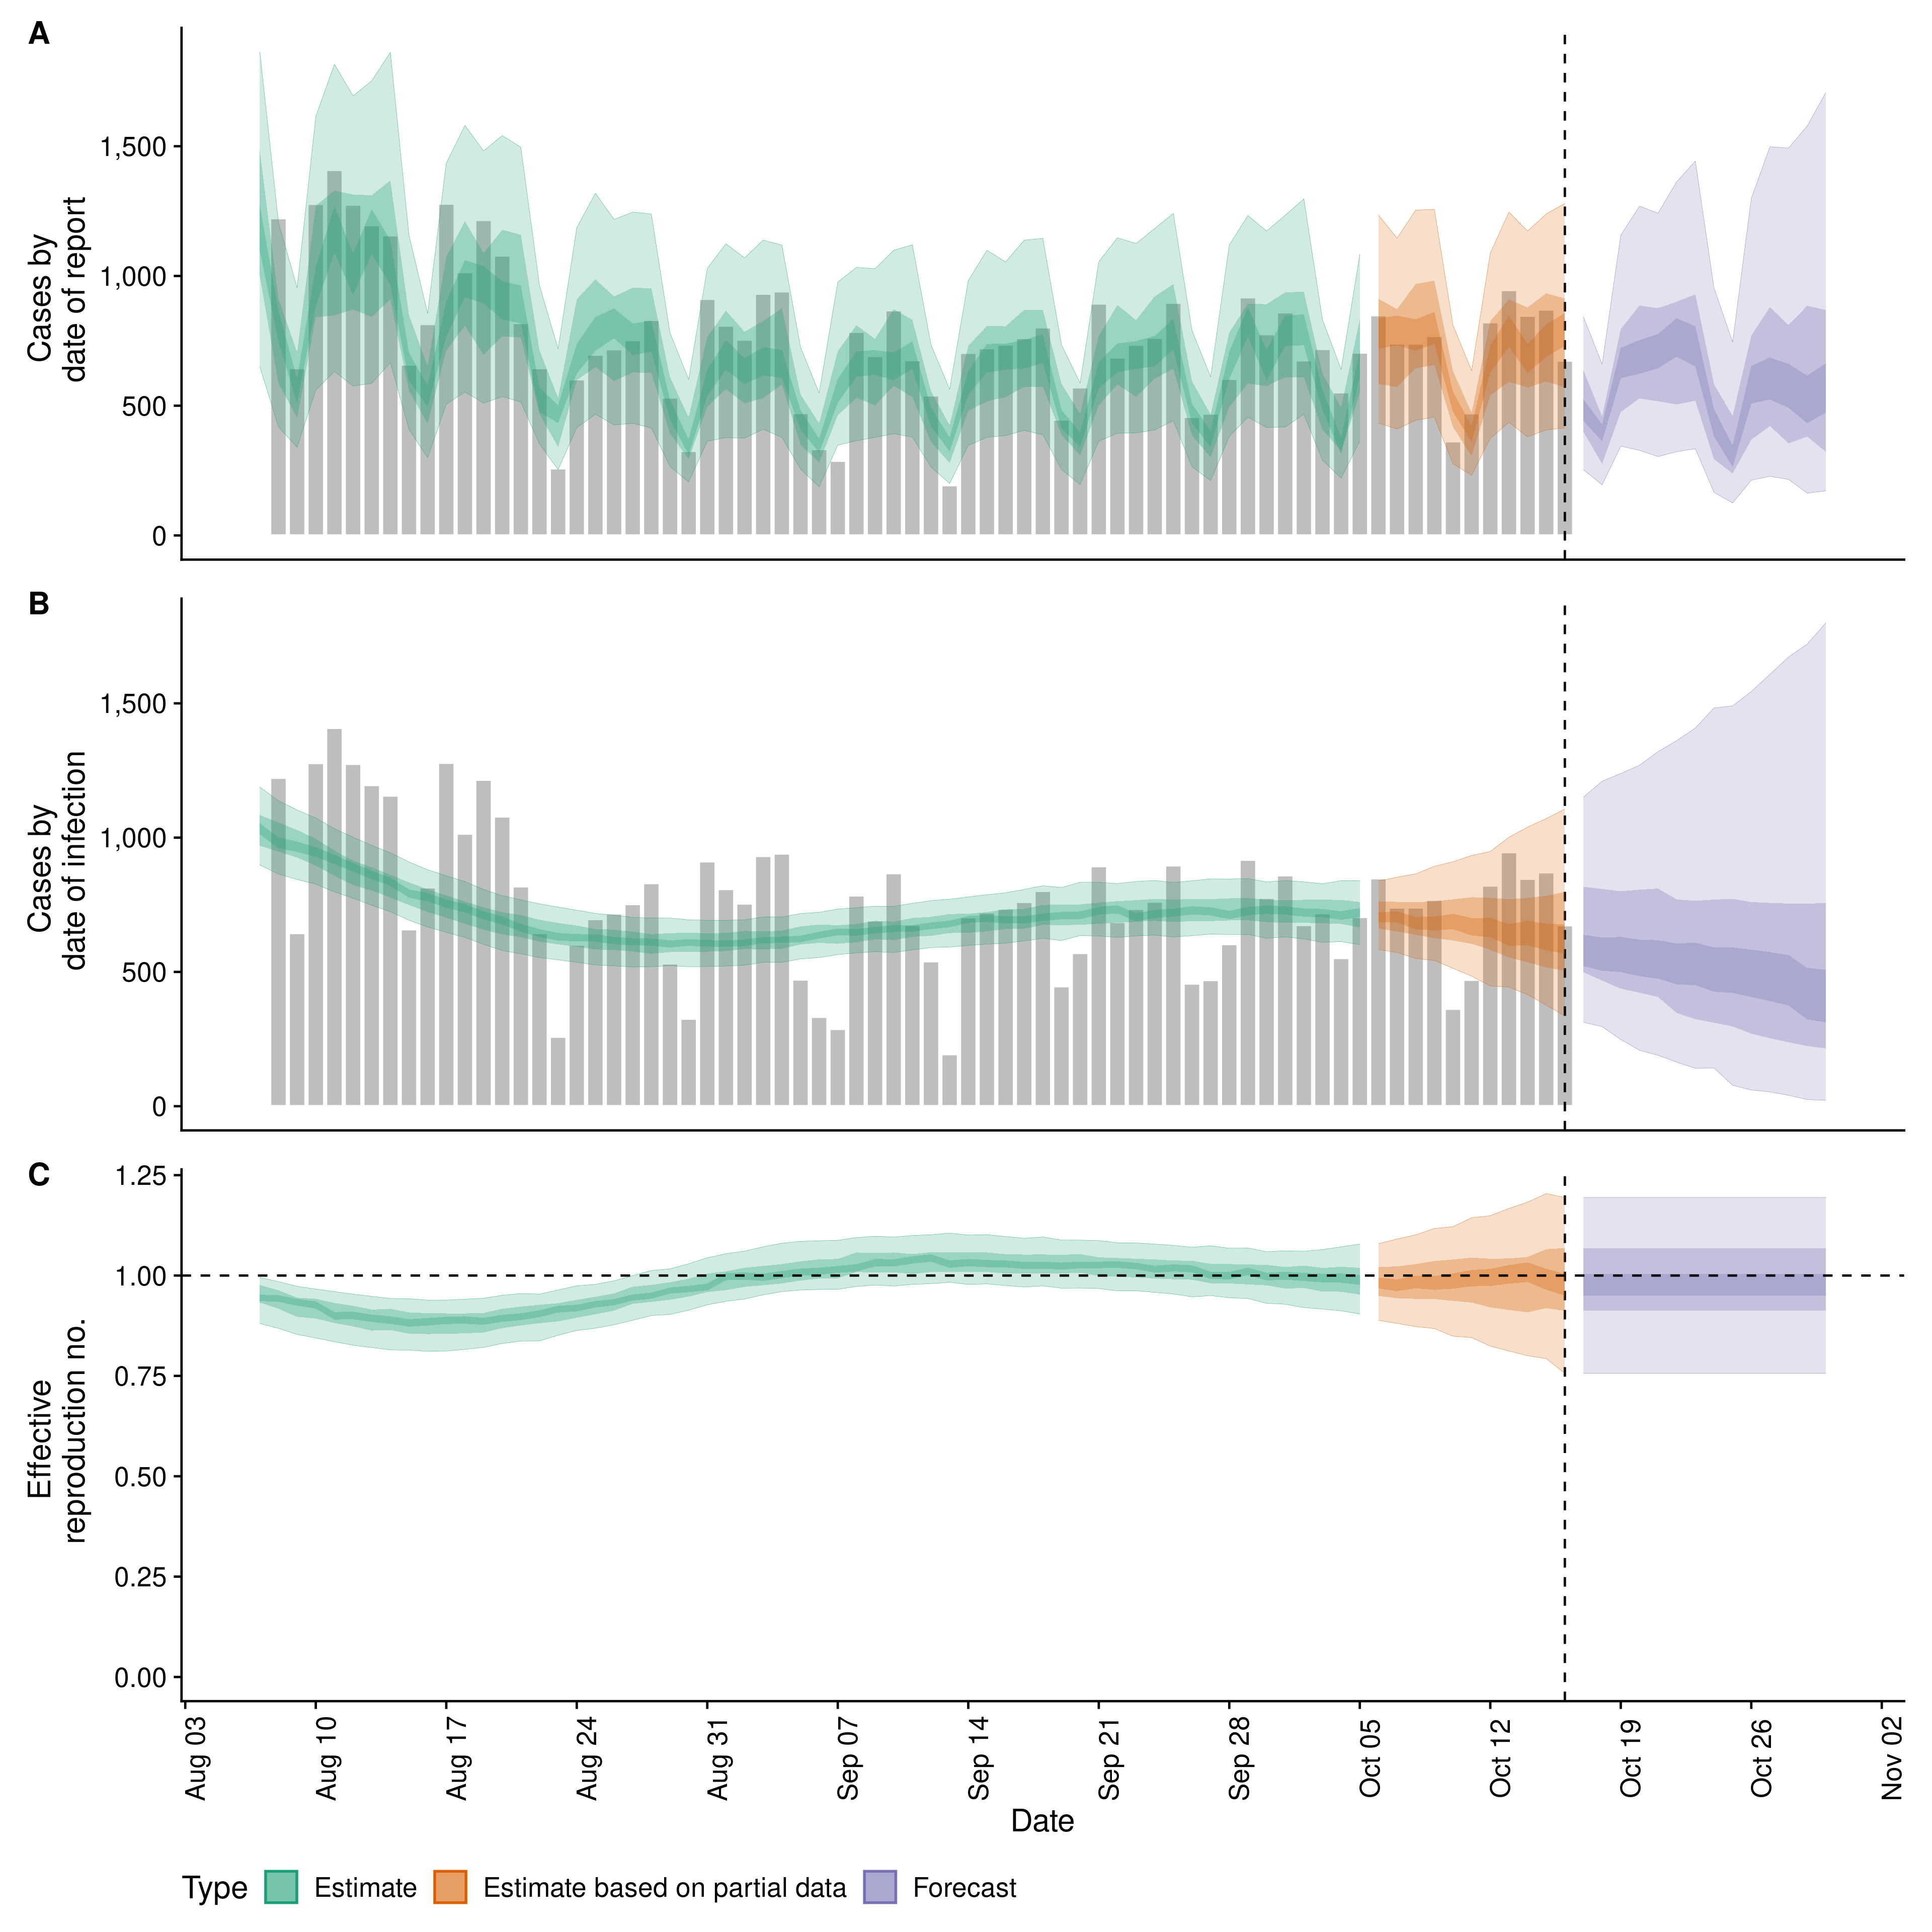 A
Cases by
date of report
1,500
1,000
500
0
B
Cases by
date of infection
1,500
1,000
500
0
C
Effective
reproduction no.
1.25
1.00
0.75
0.50
0.25
0.00
Aug 03
Aug 10
Aug 17
Aug 24
Aug 31
Sep 07
Sep 14
Sep 21
Sep 28
Oct 05
Oct 12
Oct 19
Oct 26
Nov 02
Date
Type Estimate Estimate based on partial data Forecast